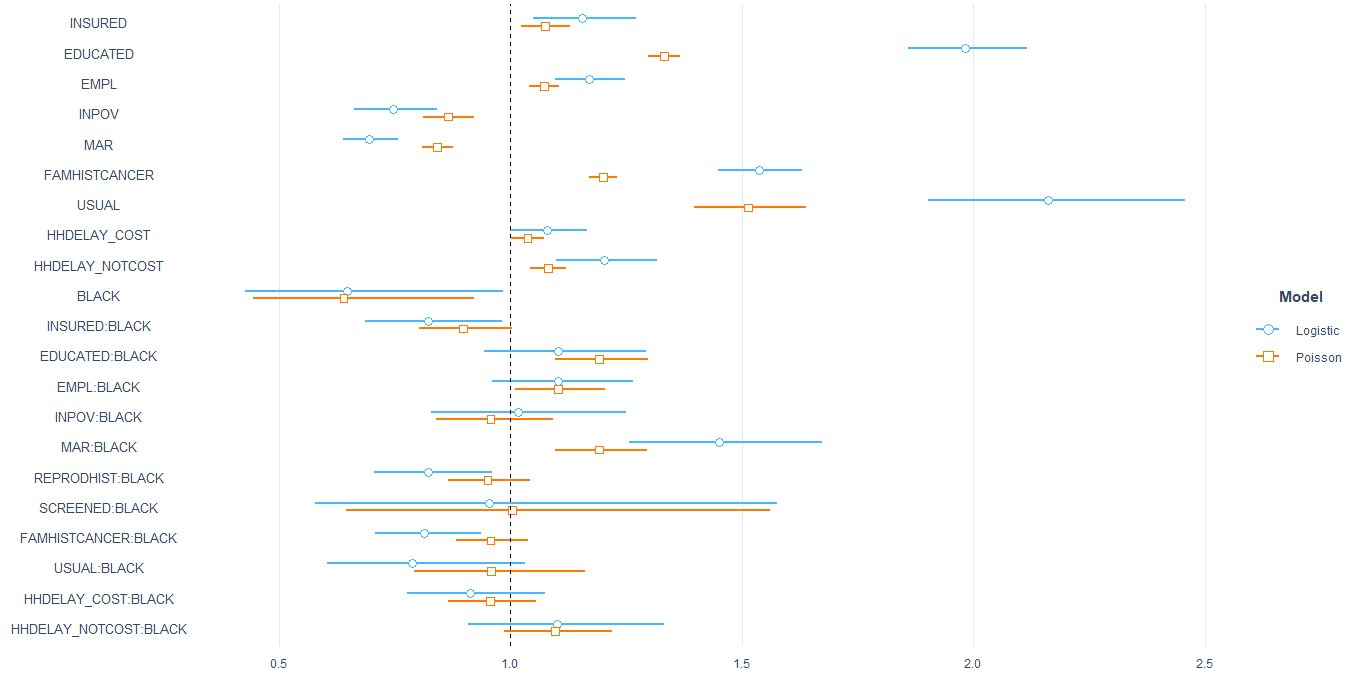 INSURED
EDUCATED
EMPL
INPOV
MAR
FAMHISTCANCER
USUAL
HHDELAY_COST
HHDELAY_NOTCOST
BLACK
INSURED:BLACK
EDUCATED:BLACK
EMPL:BLACK
INPOV:BLACK
MAR:BLACK
REPRODHIST:BLACK
SCREENED:BLACK
FAMHISTCANCER:BLACK
USUAL:BLACK
HHDELAY_COST:BLACK
HHDELAY_NOTCOST:BLACK
0.5 1.0 1.5 2.0 2.5
Model
Logistic
Poisson